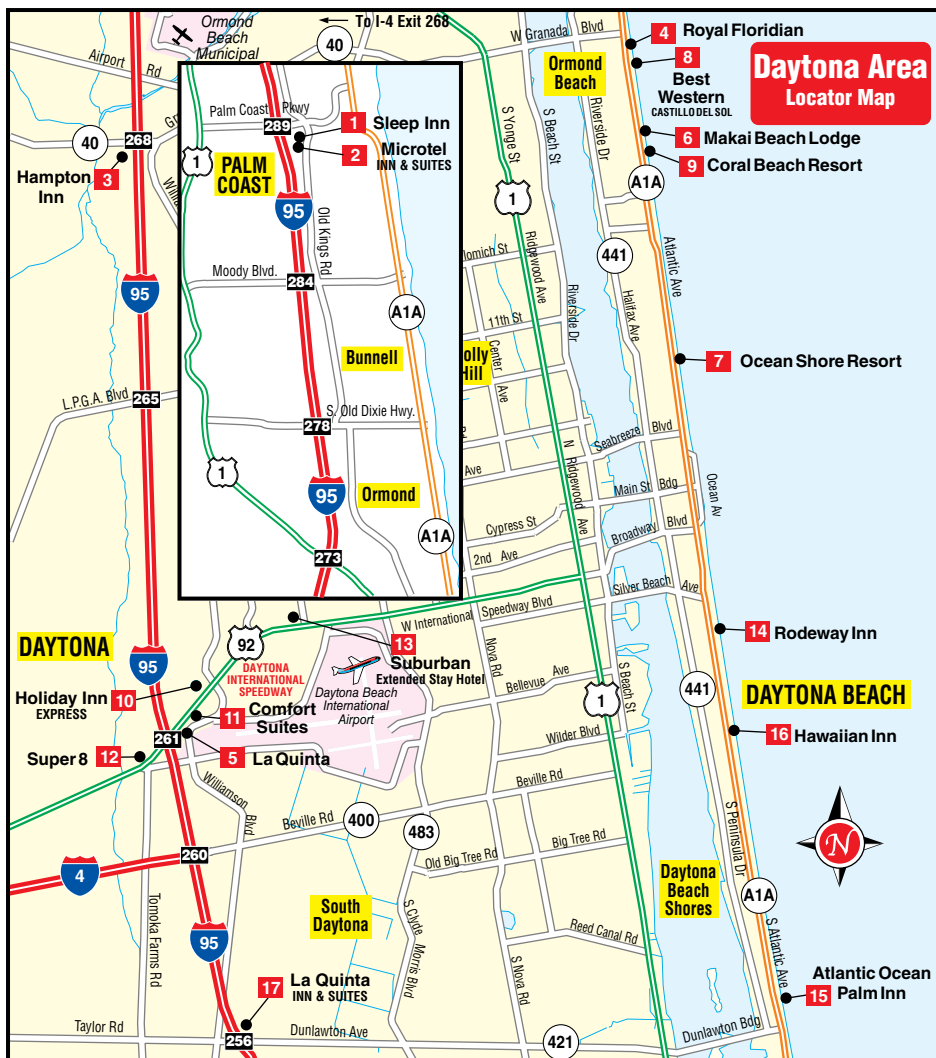 To I-4 Exit 268
Ormond
Beach
Municipal
40
W Granada Blvd
4 Royal Floridian
8
Best
Western
CASTILLO DEL SOL
Daytona Area
Locator Map
Airport Rd
Ormond
Beach
S Yonge St
S Beach St
Riverside Dr
40
268
Hampton
Inn
3
1
Palm Coast Pkwy
289
1 Sleep Inn
2 Microtel
INN & SUITES
PALM
COAST
95
Old Kings Rd
Moody Blvd.
284
A1A
Bunnell
S. Old Dixie Hwy.
278
1
95
Ormond
A1A
273
6 Makai Beach Lodge
9 Coral Beach Resort
A1A
1
Ridgewood Ave
Riverside Dr
441
Atlantic Ave
Halifax Ave
lomich St
11th St
Center Ave
olly
Hill
95
L.P.G.A. Blvd
265
7 Ocean Shore Resort
Seabreeze Blvd
Ave
N Ridgewood Ave
Main St Bdg
Ocean Av
Cypress St
2nd Ave
Broadway Blvd
Silver Beach Ave
W International Speedway Blvd
92
DAYTONA
95
DAYTONA
INTERNATIONAL
SPEEDWAY
13
Suburban
Extended Stay Hotel
Daytona Beach
International
Airport
Nova Rd
Bellevue Ave
S Beach St
1
14 Rodeway Inn
441
DAYTONA BEACH
Holiday Inn
EXPRESS
10
11 Comfort
Suites
261
Super 8 12
5 La Quinta
Wilder Blvd
16 Hawaiian Inn
Williamson Blvd
Beville Rd
Beville Rd
400
483
260
4
Old Big Tree Rd
Big Tree Rd
S Peninsula Dr
N
Tomoka Farms Rd
95
South
Daytona
S Clyde Morris Blvd
S Nova Rd
Reed Canal Rd
Daytona
Beach
Shores
A1A
S Atlantic Ave
17 La Quinta
INN & SUITES
Atlantic Ocean
15 Palm Inn
Taylor Rd
256
Dunlawton Ave
421
Dunlawton Bdg